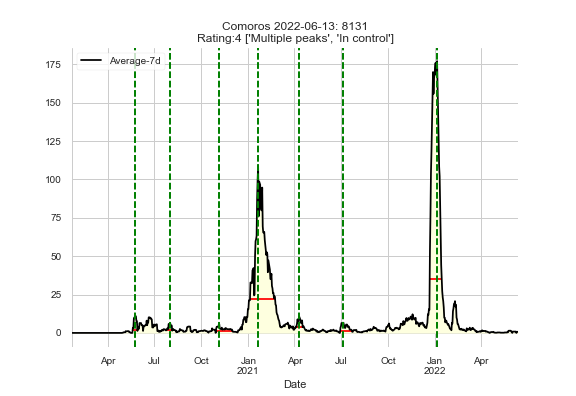 Comoros 2022-06-13: 8131
Rating:4 ['Multiple peaks', 'In control']
Average-7d
175
150
125
100
75
50
25
0
Apr
Jul
Oct
Jan
2021
Apr
Jul
Oct
Jan
2022
Apr
Date